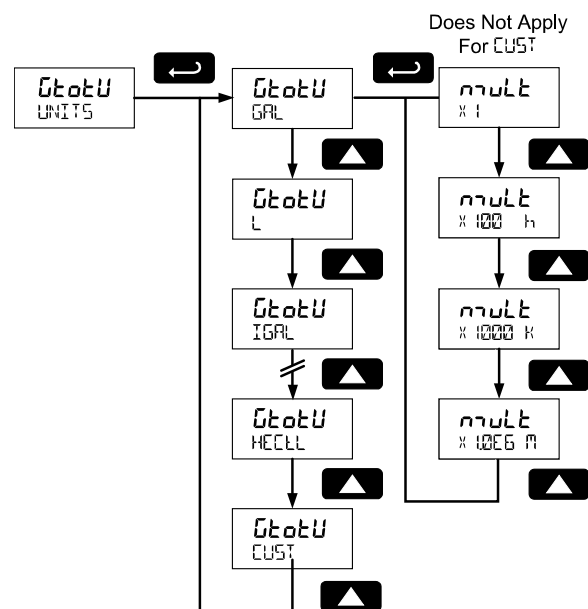 Does Not Apply
For CUST
GtotU
UNITS
GtotU
GAL
mult
x 1
GtotU
L
mult
x 100 h
GtotU
IGAL
mult
x 1000 K
GtotU
HECtL
mult
x 1.0E6 M
GtotU
CUST